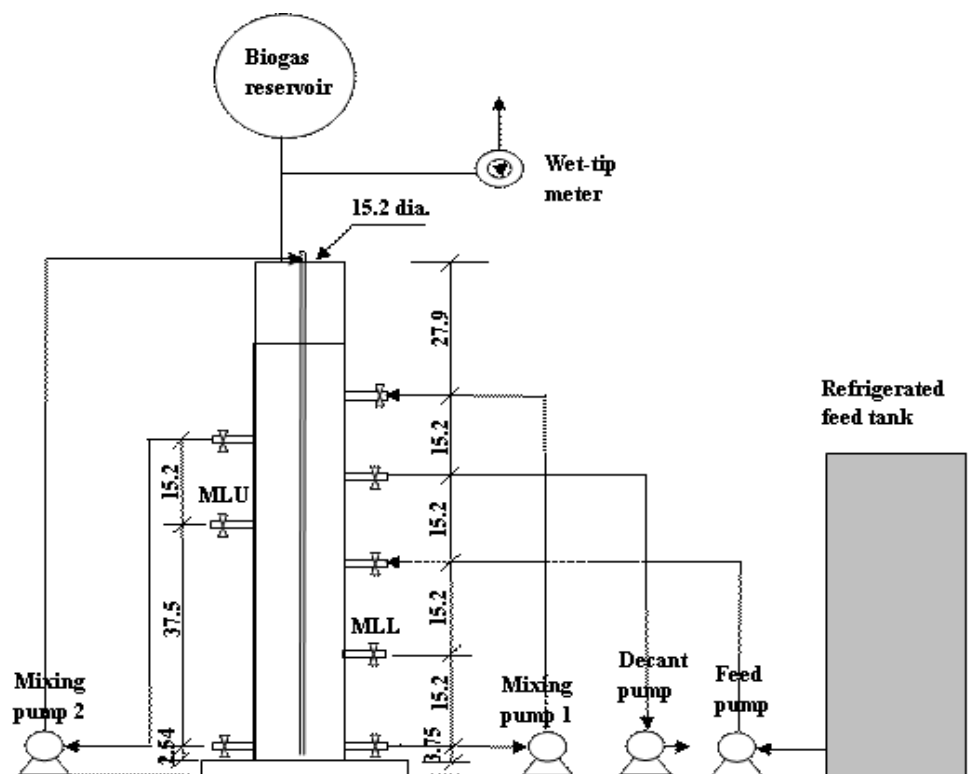 Biogas
reservoir
Wet-tip
meter
15.2 dia.
27.9
Refrigerated
feed tank
15.2
15.2
MLU
15.2
37.5
15.2
MLL
15.2
Mixing
pump 2
Mixing
pump 1
Decant
pump
Feed
pump
2.54
3.75